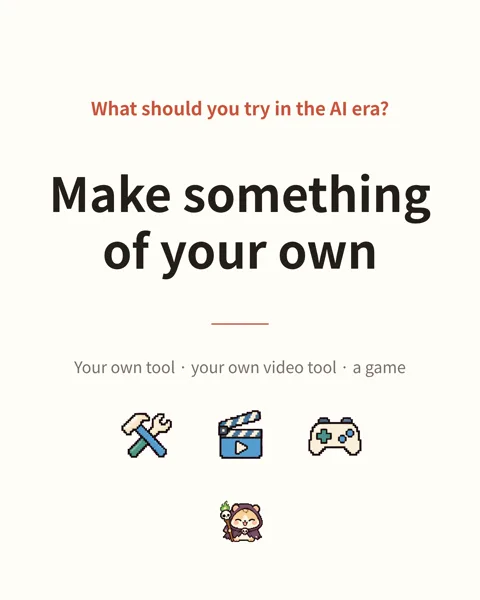 What should you try in the AI era?
Make something
of your own
Your own tool · your own video tool · a game